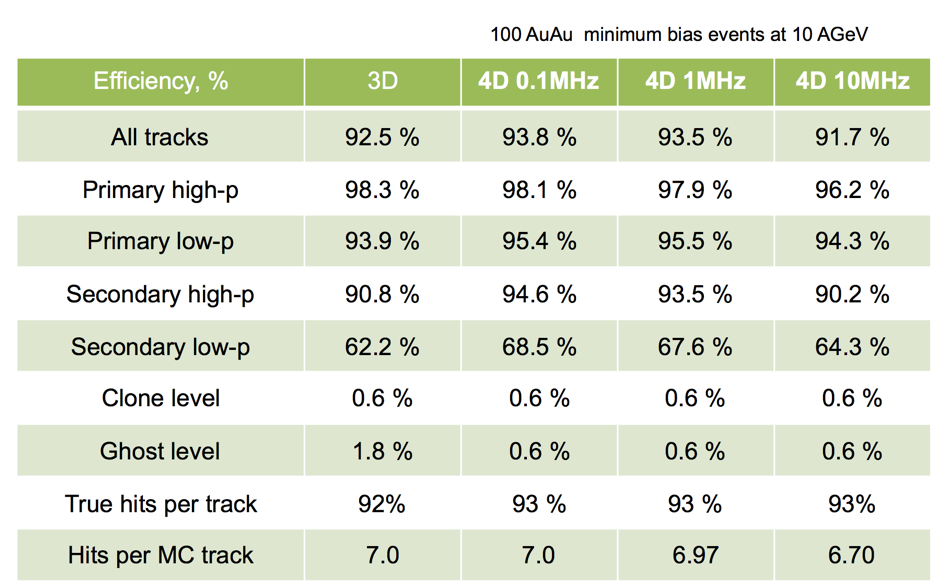 100 AuAu  minimum bias events at 10 AGeV
Efficiency, % 3D 4D 0.1MHz 4D 1MHz 4D 10MHz
All tracks 92.5 % 93.8 % 93.5 % 91.7 %
Primary high-p 98.3 % 98.1 % 97.9 % 96.2 %
Primary low-p 93.9 % 95.4 % 95.5 % 94.3 %
Secondary high-p 90.8 % 94.6 % 93.5 % 90.2 %
Secondary low-p 62.2 % 68.5 % 67.6 % 64.3 %
Clone level 0.6 % 0.6 % 0.6 % 0.6 %
Ghost level 1.8 % 0.6 % 0.6 % 0.6 %
True hits per track 92% 93 % 93 % 93%
Hits per MC track 7.0 7.0 6.97 6.70